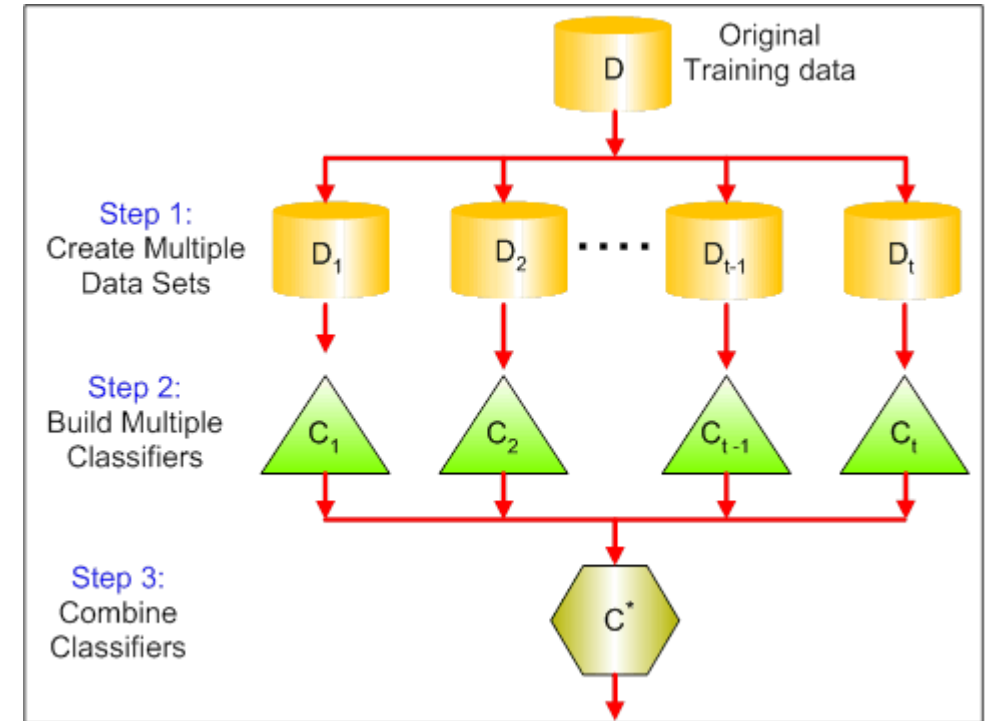 Original
Training data
D
Step 1:
Create Multiple
Data Sets
D1
D2
....
Dt-1
Dt
Step 2:
Build Multiple
Classifiers
C1
C2
Ct-1
Ct
Step 3:
Combine
Classifiers
C*